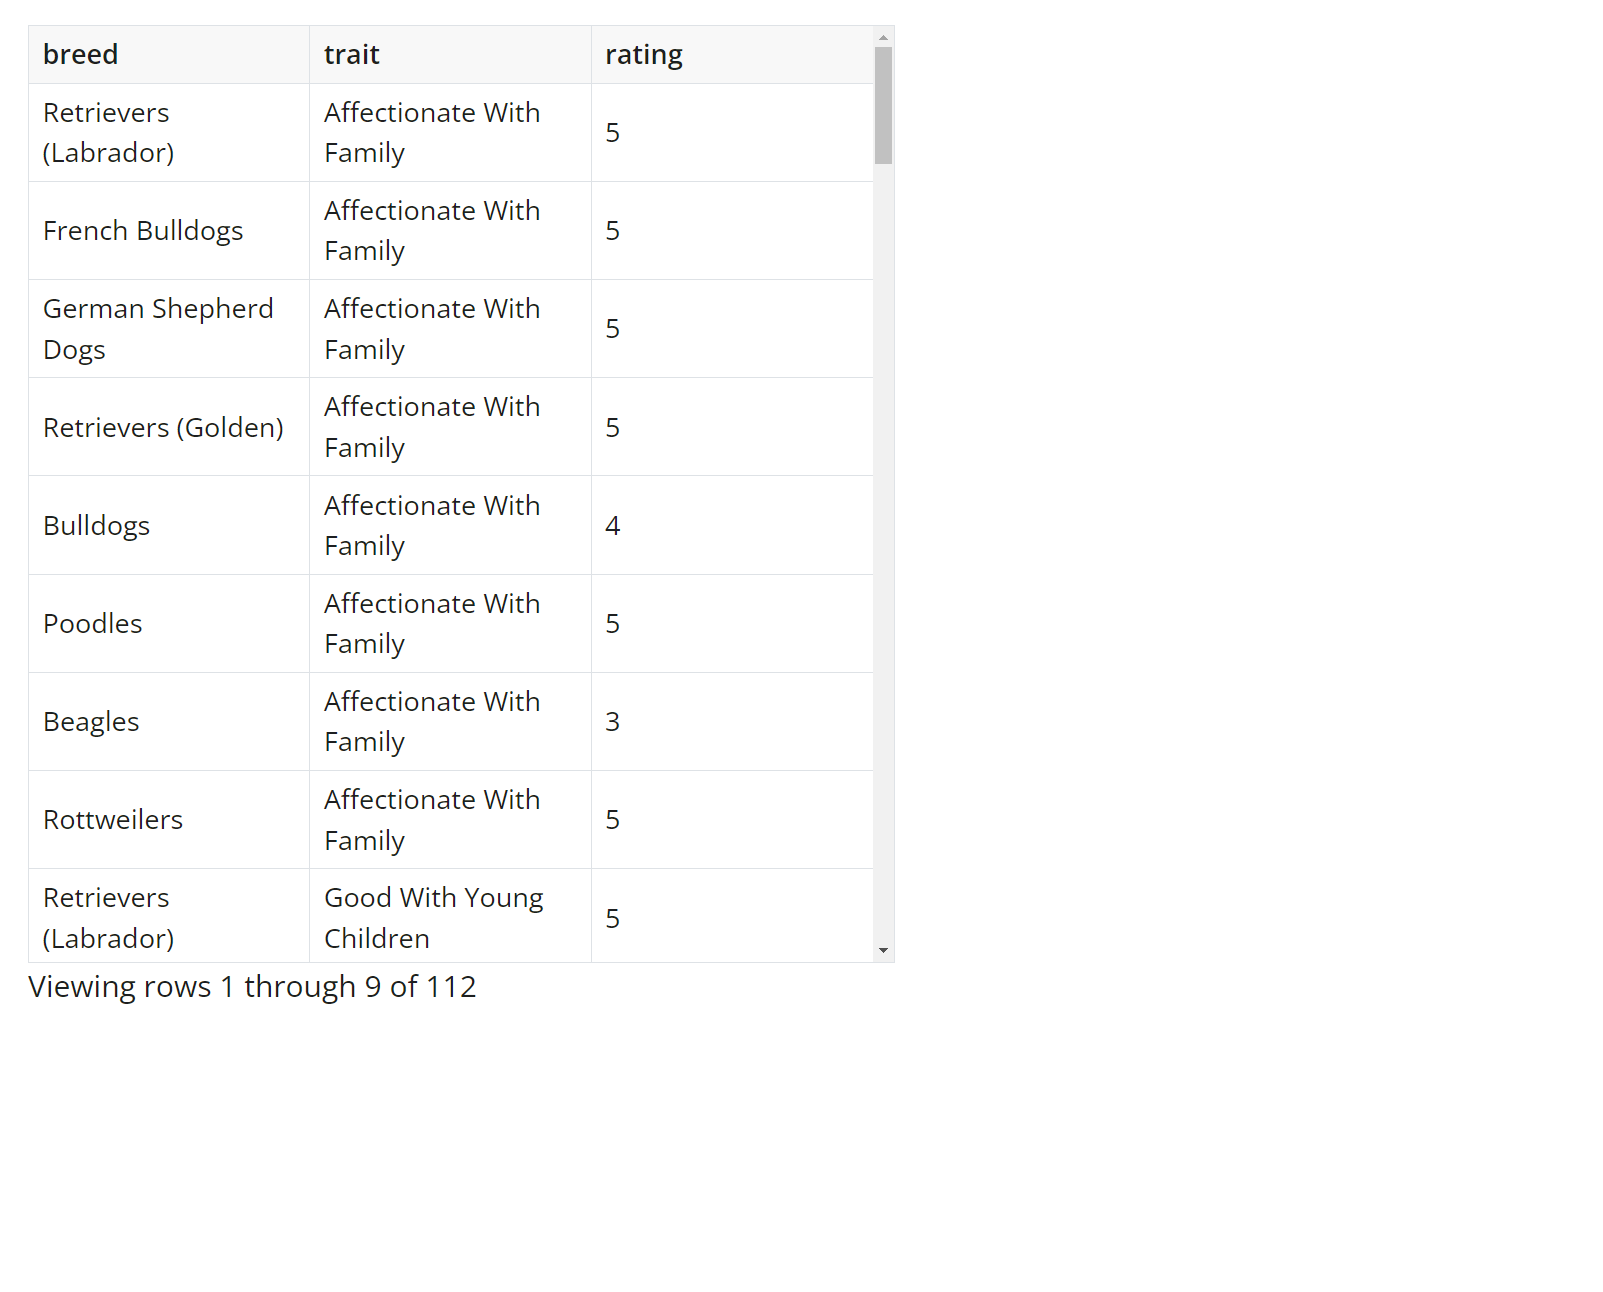 breed trait rating
Retrievers (Labrador) Affectionate With Family 5
French Bulldogs Affectionate With Family 5
German Shepherd Dogs Affectionate With Family 5
Retrievers (Golden) Affectionate With Family 5
Bulldogs Affectionate With Family 4
Poodles Affectionate With Family 5
Beagles Affectionate With Family 3
Rottweilers Affectionate With Family 5
Retrievers (Labrador) Good With Young Children 5
Viewing rows 1 through 9 of 112